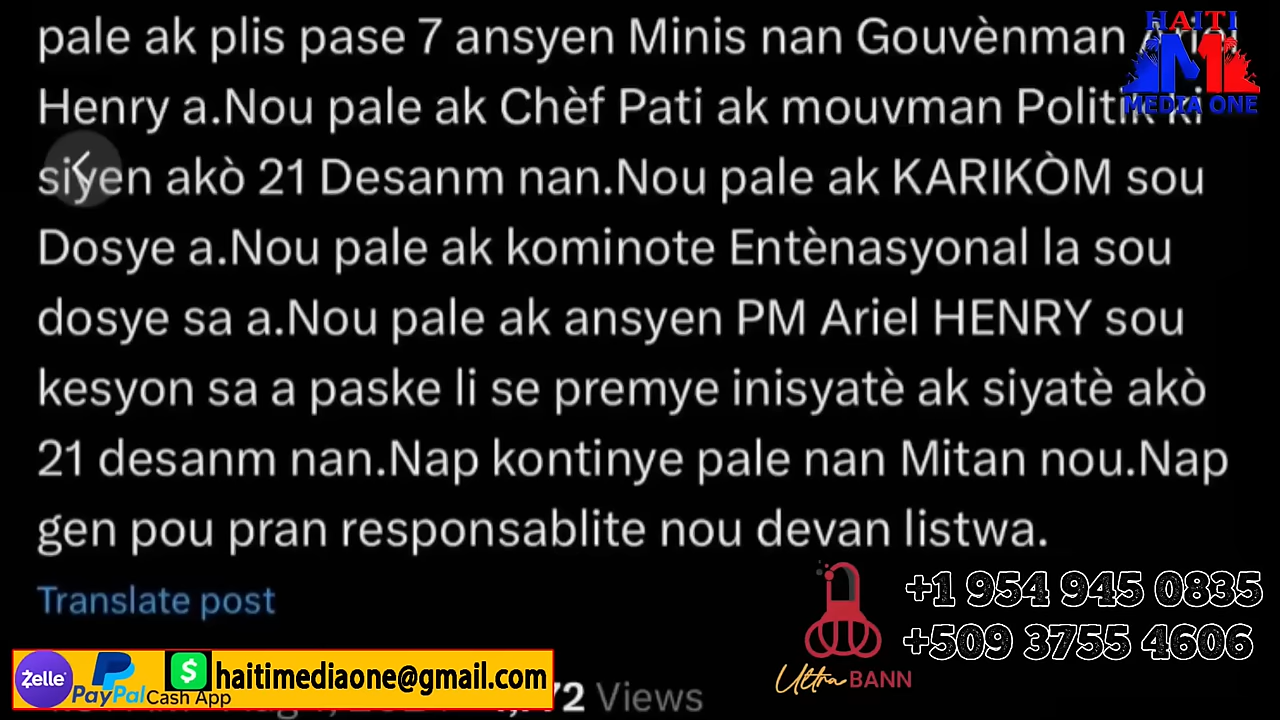 pale ak plis pase 7 ansyen Minis nan Gouvènman
Henry a.Nou pale ak Chèf Pati ak mouvman Politik ki
siyen akò 21 Desanm nan.Nou pale ak KARIKÒM sou
Dosye a.Nou pale ak kominote Entènasyonal la sou
dosye sa a.Nou pale ak ansyen PM Ariel HENRY sou
kesyon sa a paske li se premye inisyatè ak siyatè akò
21 desanm nan.Nap kontinye pale nan Mitan nou.Nap
gen pou pran responsablite nou devan listwa.
Translate post
Views
HAITI
M1
MEDIA ONE
+1 954 945 0835
+509 3755 4606
Ultra BANN
Zelle
PayPal
Cash App
haitimediaone@gmail.com